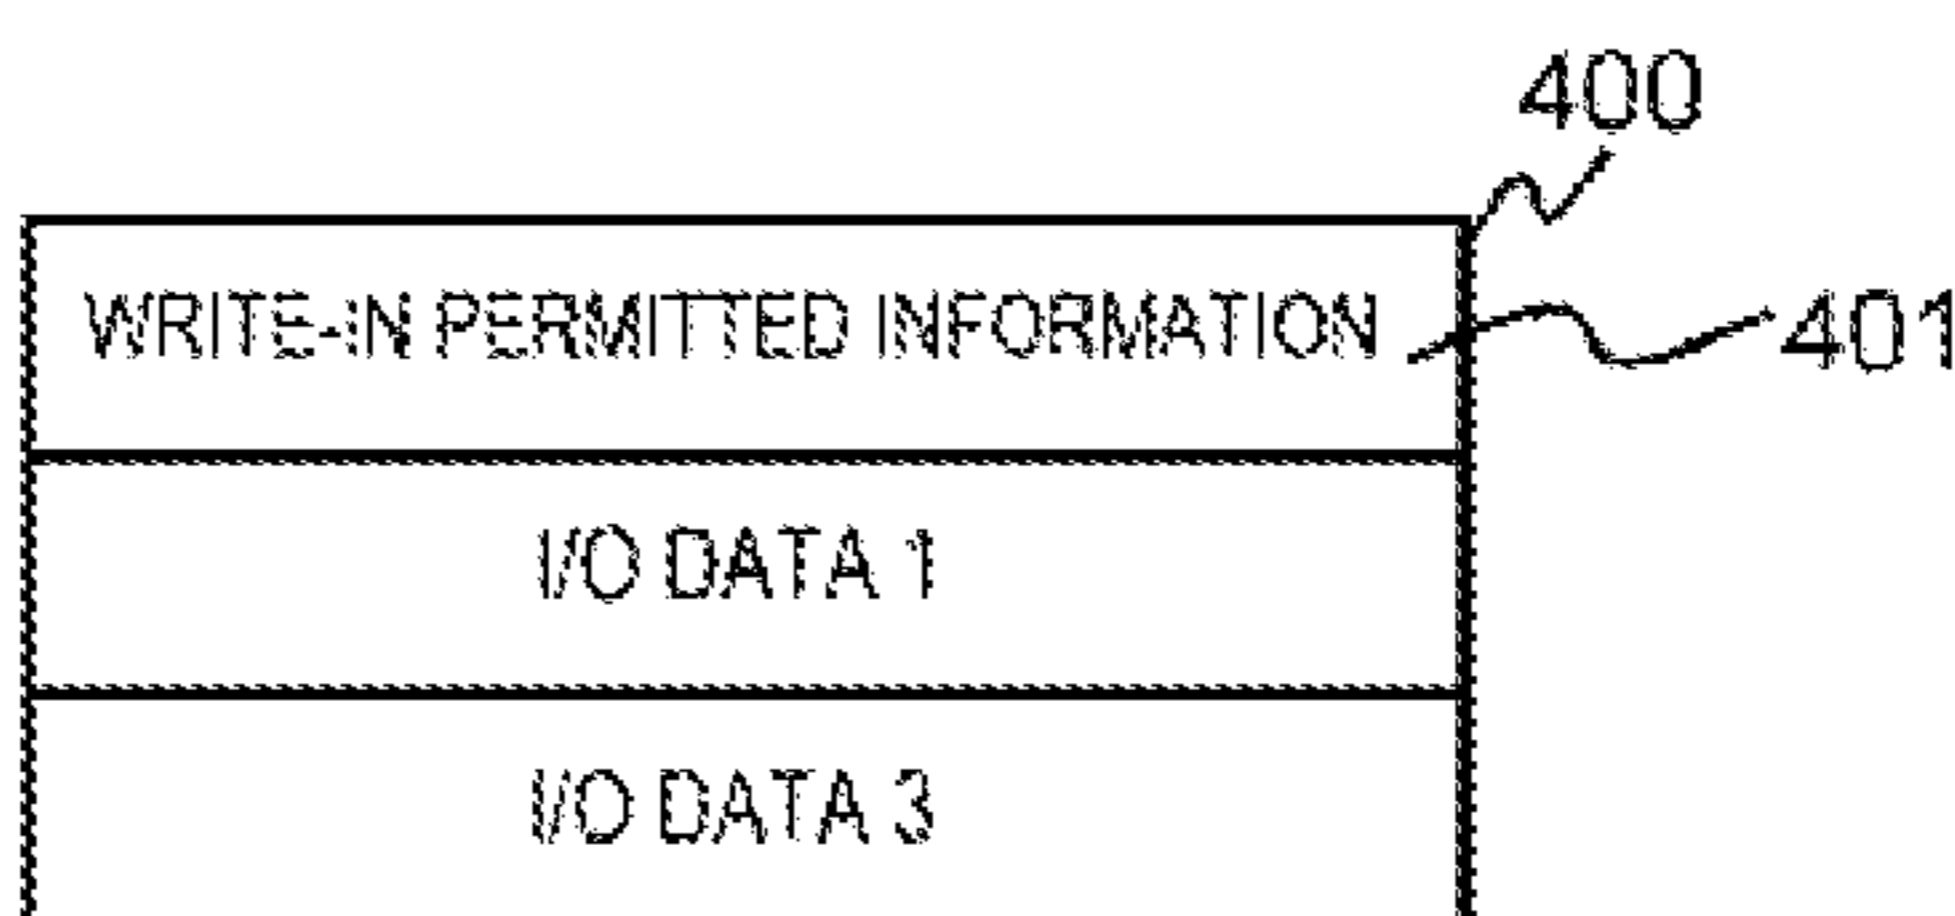 400
WRITE-IN PERMITTED INFORMATION
401
I/O DATA 1
I/O DATA 3